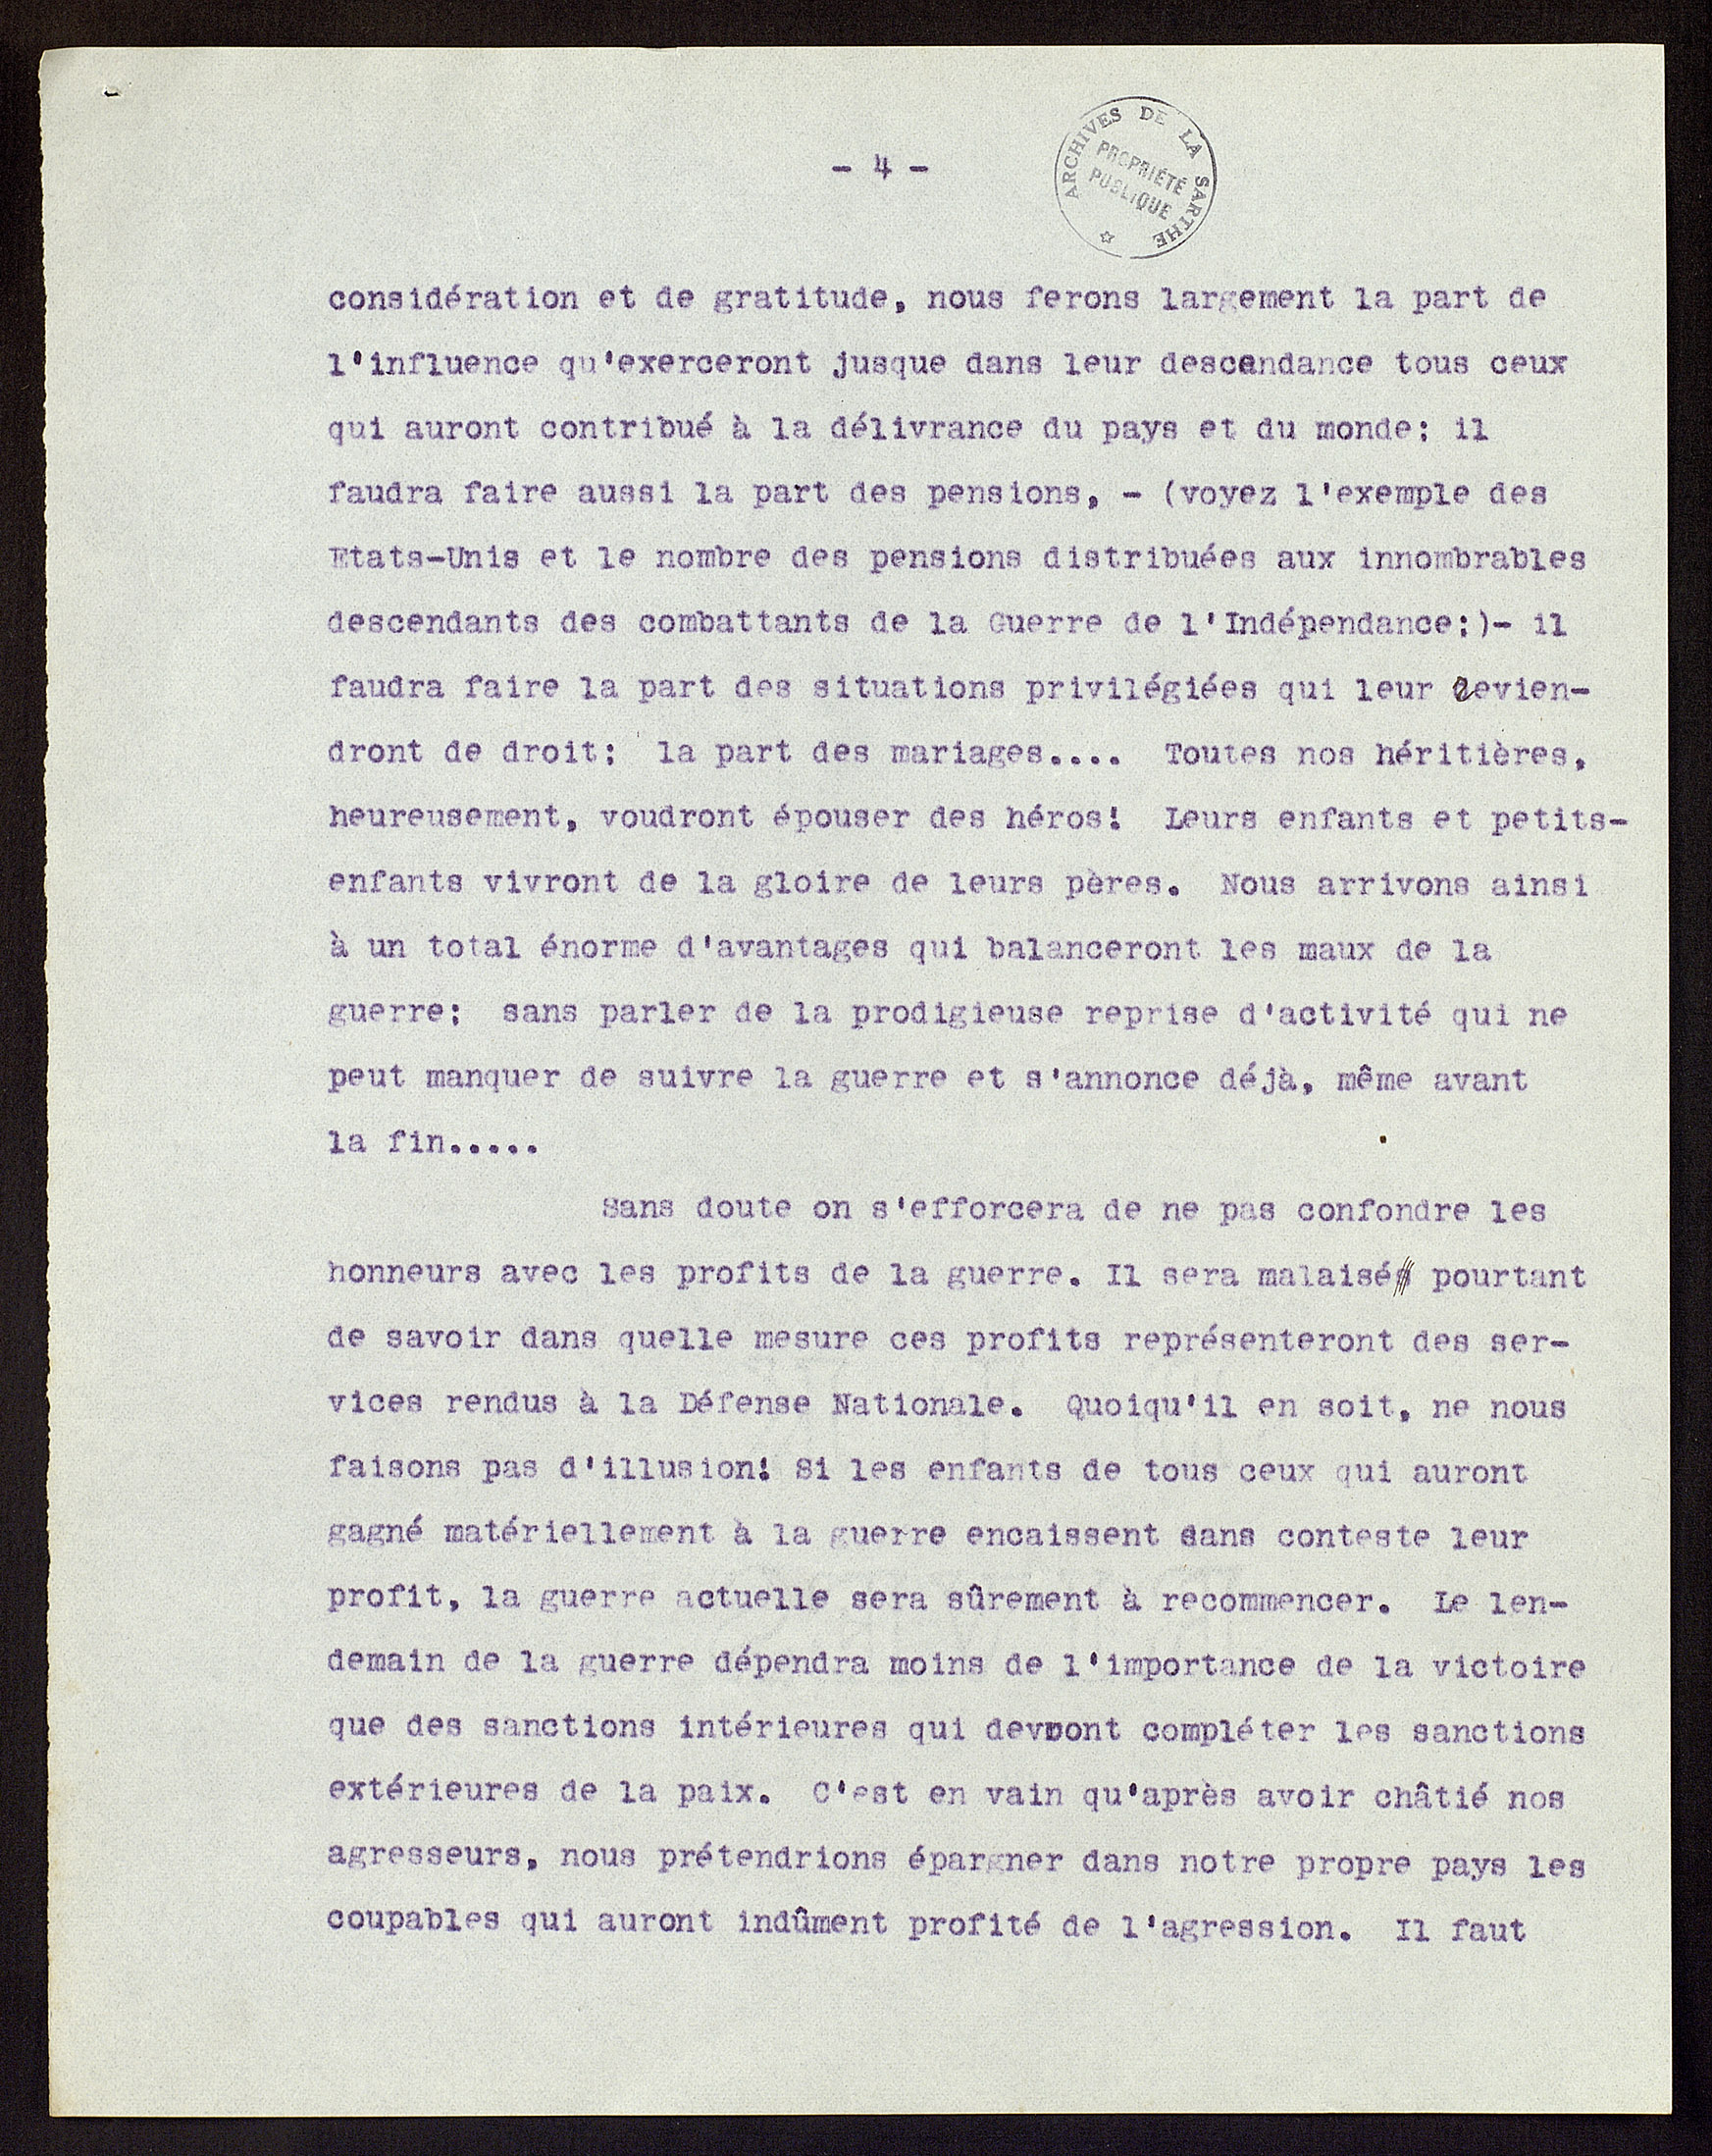 - 4 -
ARCHIVES DE LA SARTHE
PROPRIÉTÉ
PUBLIQUE
considération et de gratitude, nous ferons largement la part de
l'influence qu'exerceront jusque dans leur descendance tous ceux
qui auront contribué à la délivrance du pays et du monde; il
faudra faire aussi la part des pensions, - (voyez l'exemple des
Etats-Unis et le nombre des pensions distribuées aux innombrables
descendants des combattants de la Guerre de l'Indépendance;)- il
faudra faire la part des situations privilégiées qui leur revien-
dront de droit; la part des mariages.... Toutes nos héritières,
heureusement, voudront épouser des héros! Leurs enfants et petits-
enfants vivront de la gloire de leurs pères. Nous arrivons ainsi
à un total énorme d'avantages qui balanceront les maux de la
guerre; sans parler de la prodigieuse reprise d'activité qui ne
peut manquer de suivre la guerre et s'annonce déjà, même avant
la fin.....
Sans doute on s'efforcera de ne pas confondre les
honneurs avec les profits de la guerre. Il sera malaisé pourtant
de savoir dans quelle mesure ces profits représenteront des ser-
vices rendus à la Défense Nationale. Quoiqu'il en soit, ne nous
faisons pas d'illusion! Si les enfants de tous ceux qui auront
gagné matériellement à la guerre encaissent sans conteste leur
profit, la guerre actuelle sera sûrement à recommencer. Le len-
demain de la guerre dépendra moins de l'importance de la victoire
que des sanctions intérieures qui devront compléter les sanctions
extérieures de la paix. C'est en vain qu'après avoir châtié nos
agresseurs, nous prétendrions épargner dans notre propre pays les
coupables qui auront indûment profité de l'agression. Il faut